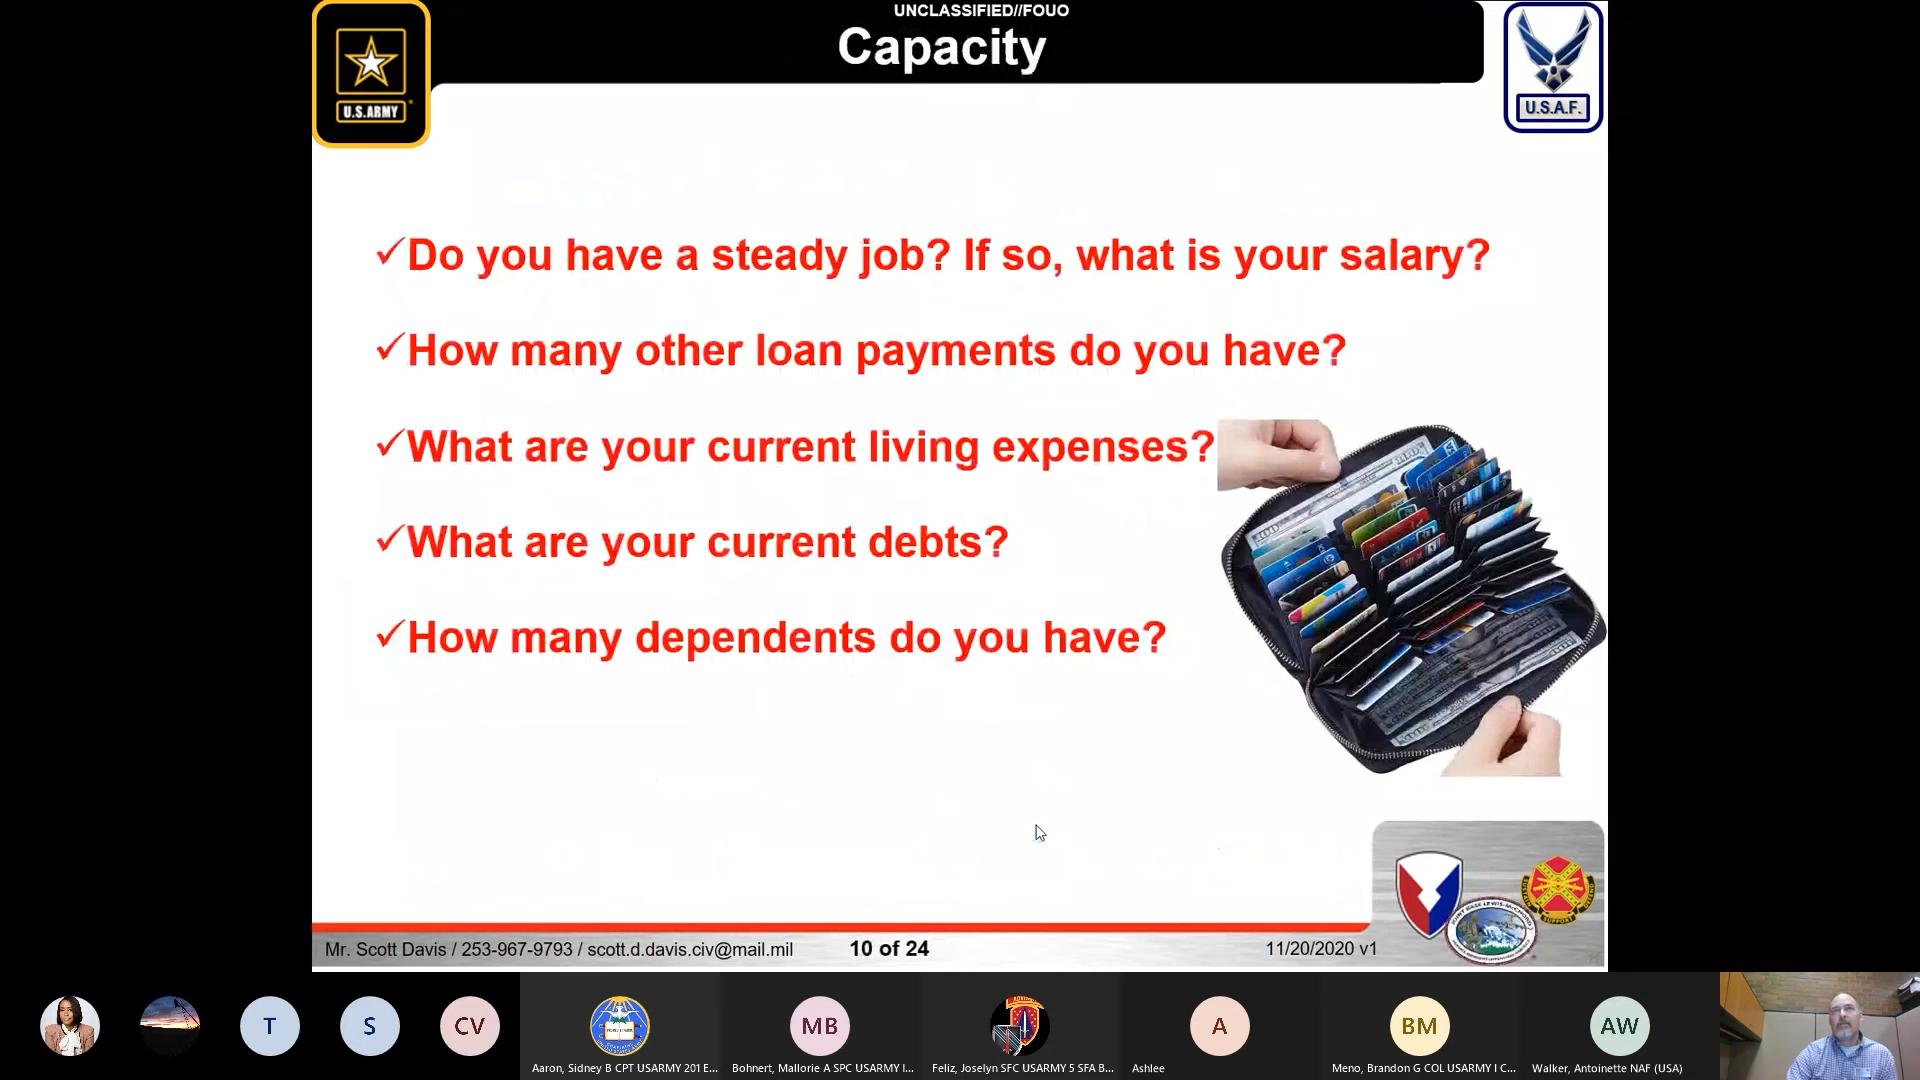 UNCLASSIFIED//FOUO
Capacity
U.S.ARMY
U.S.A.F.
✓Do you have a steady job? If so, what is your salary?
✓How many other loan payments do you have?
✓What are your current living expenses?
✓What are your current debts?
✓How many dependents do you have?
Mr. Scott Davis / 253-967-9793 / scott.d.davis.civ@mail.mil
10 of 24
11/20/2020 v1
T
S
CV
MB
A
BM
AW
Aaron, Sidney B CPT USARMY 201 E...
Bohnert, Mallorie A SPC USARMY I...
Feliz, Joselyn SFC USARMY 5 SFA B...
Ashlee
Meno, Brandon G COL USARMY I C...
Walker, Antoinette NAF (USA)